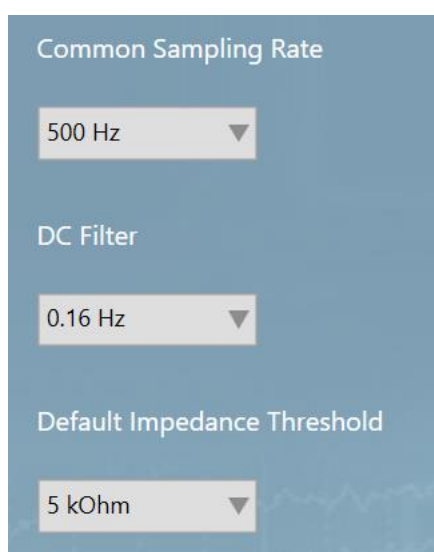 Common Sampling Rate
500 Hz
DC Filter
0.16 Hz
Default Impedance Threshold
5 kOhm